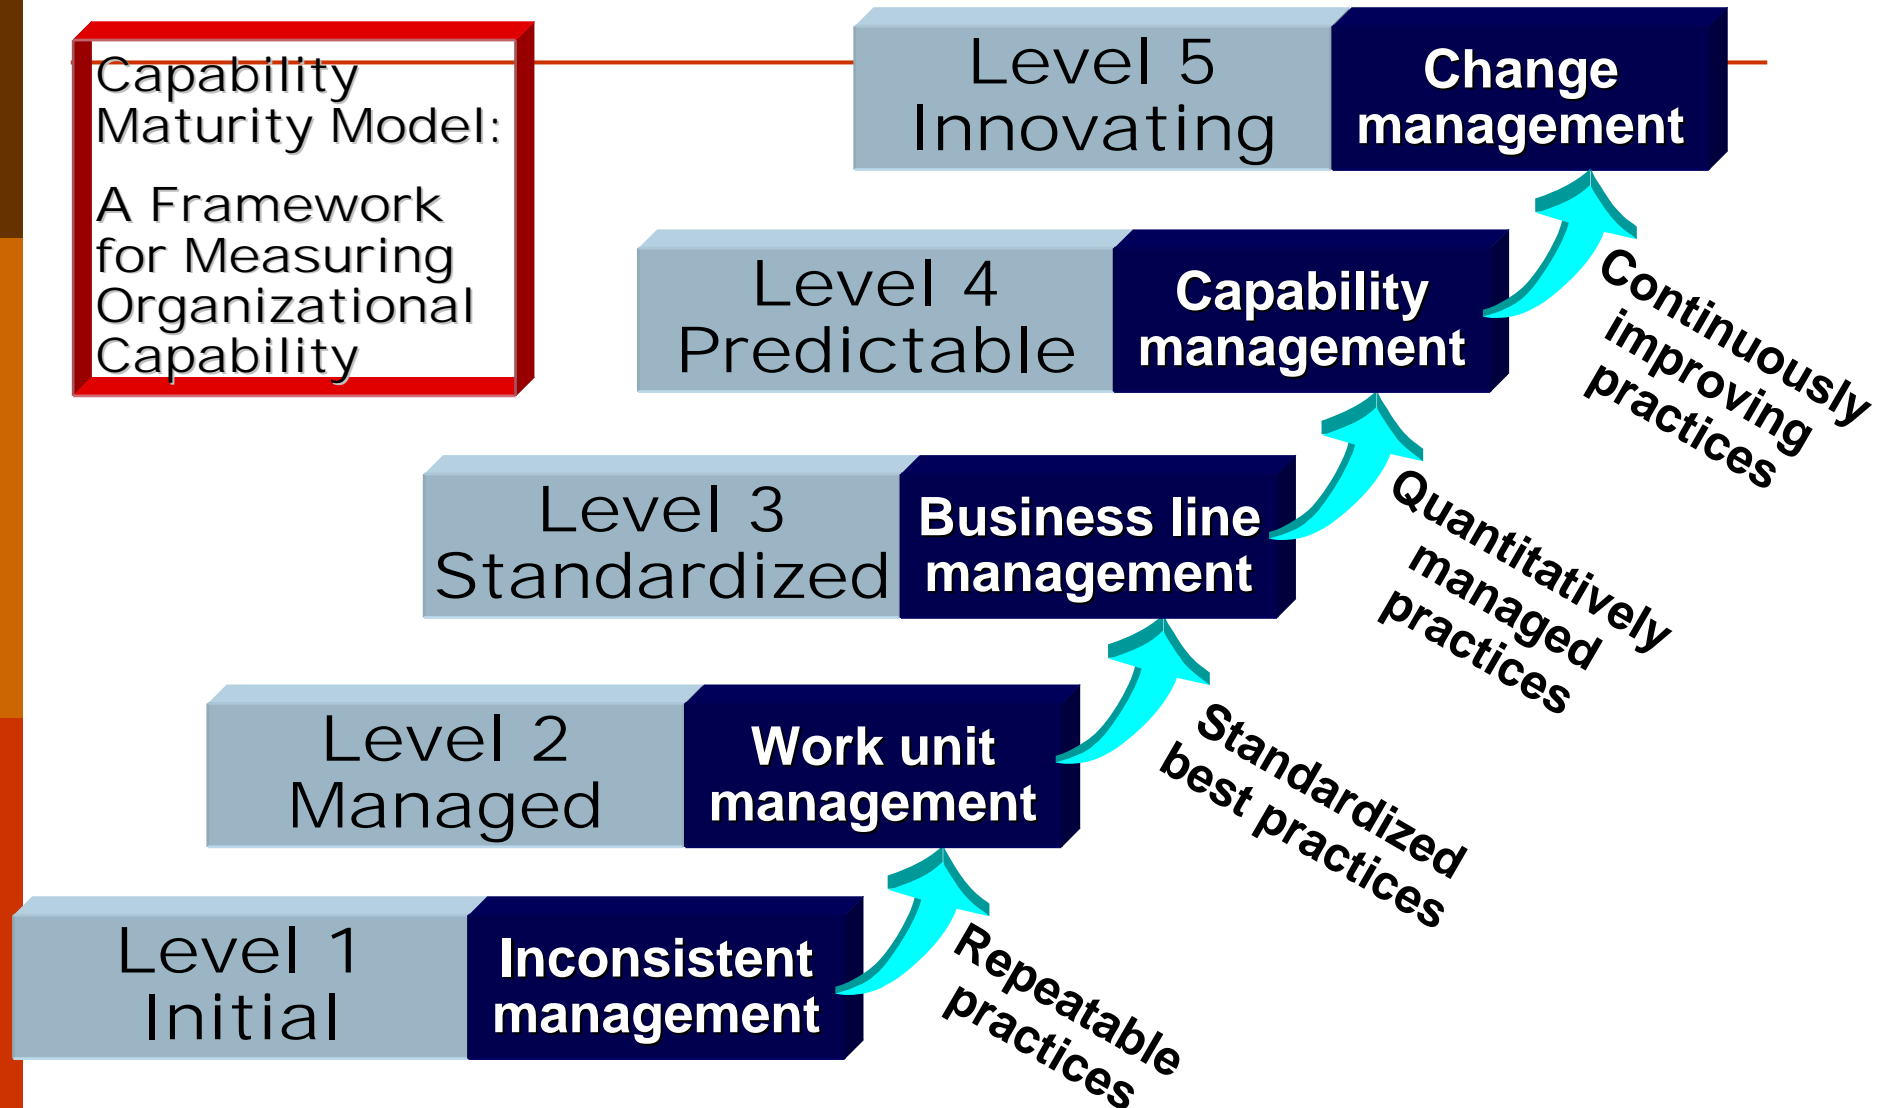 Capability
Maturity Model:
A Framework
for Measuring
Organizational
Capability
Level 5
Innovating
Change
management
Level 4
Predictable
Capability
management
Continuously
improving
practices
Level 3
Standardized
Business line
management
Quantitatively
managed
practices
Level 2
Managed
Work unit
management
Standardized
best practices
Level 1
Initial
Inconsistent
management
Repeatable
practices